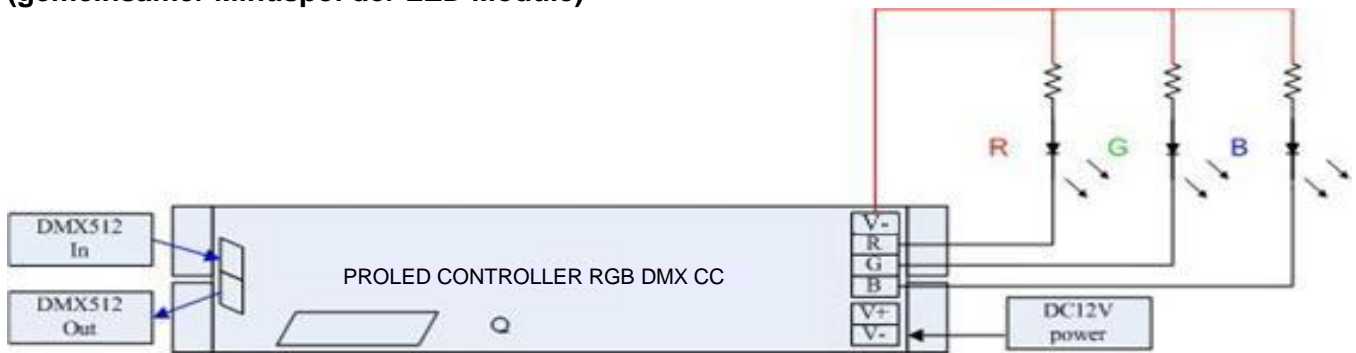 R G B
DMX512
In
PROLED CONTROLLER RGB DMX CC
V-
R
G
B
DMX512
Out
V+
V-
DC12V
power